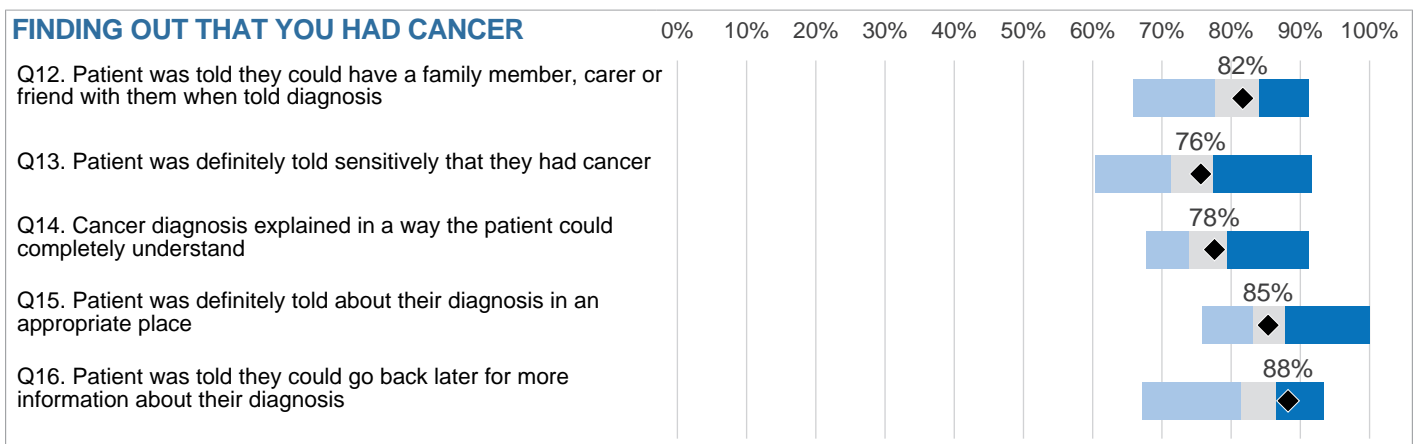 FINDING OUT THAT YOU HAD CANCER 0% 10% 20% 30% 40% 50% 60% 70% 80% 90% 100%
Q12. Patient was told they could have a family member, carer or
friend with them when told diagnosis
82%
Q13. Patient was definitely told sensitively that they had cancer
76%
Q14. Cancer diagnosis explained in a way the patient could
completely understand
78%
Q15. Patient was definitely told about their diagnosis in an
appropriate place
85%
Q16. Patient was told they could go back later for more
information about their diagnosis
88%